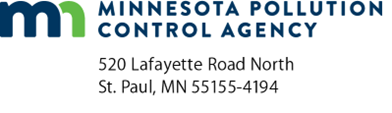 MINNESOTA POLLUTION
CONTROL AGENCY
520 Lafayette Road North
St. Paul, MN 55155-4194